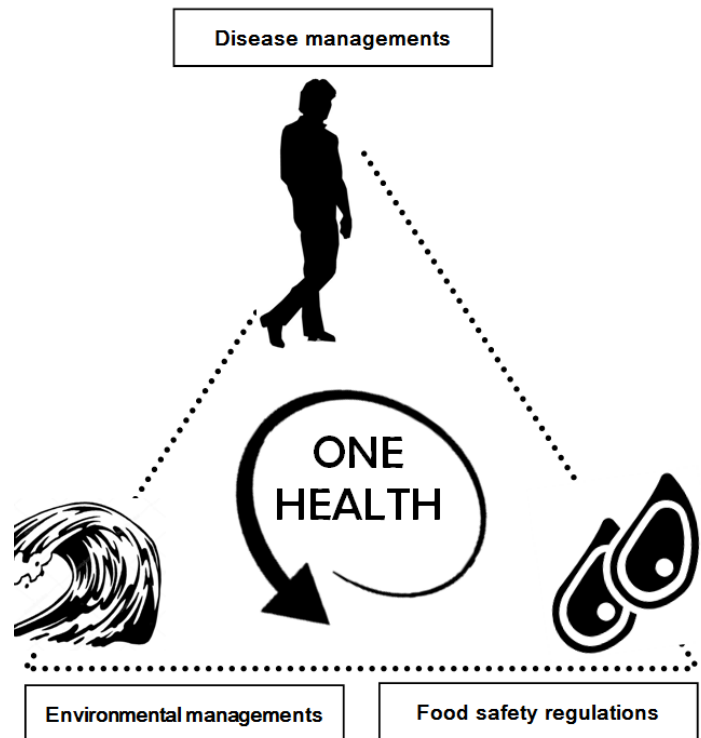 Disease managements
ONE
HEALTH
Environmental managements
Food safety regulations